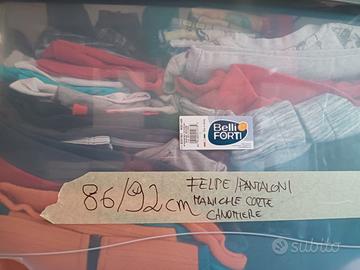 Belli
FORTI
86/92 cm
FELPE/PANTALONI
MANICHE CORTE
CANOTTIERE
subito